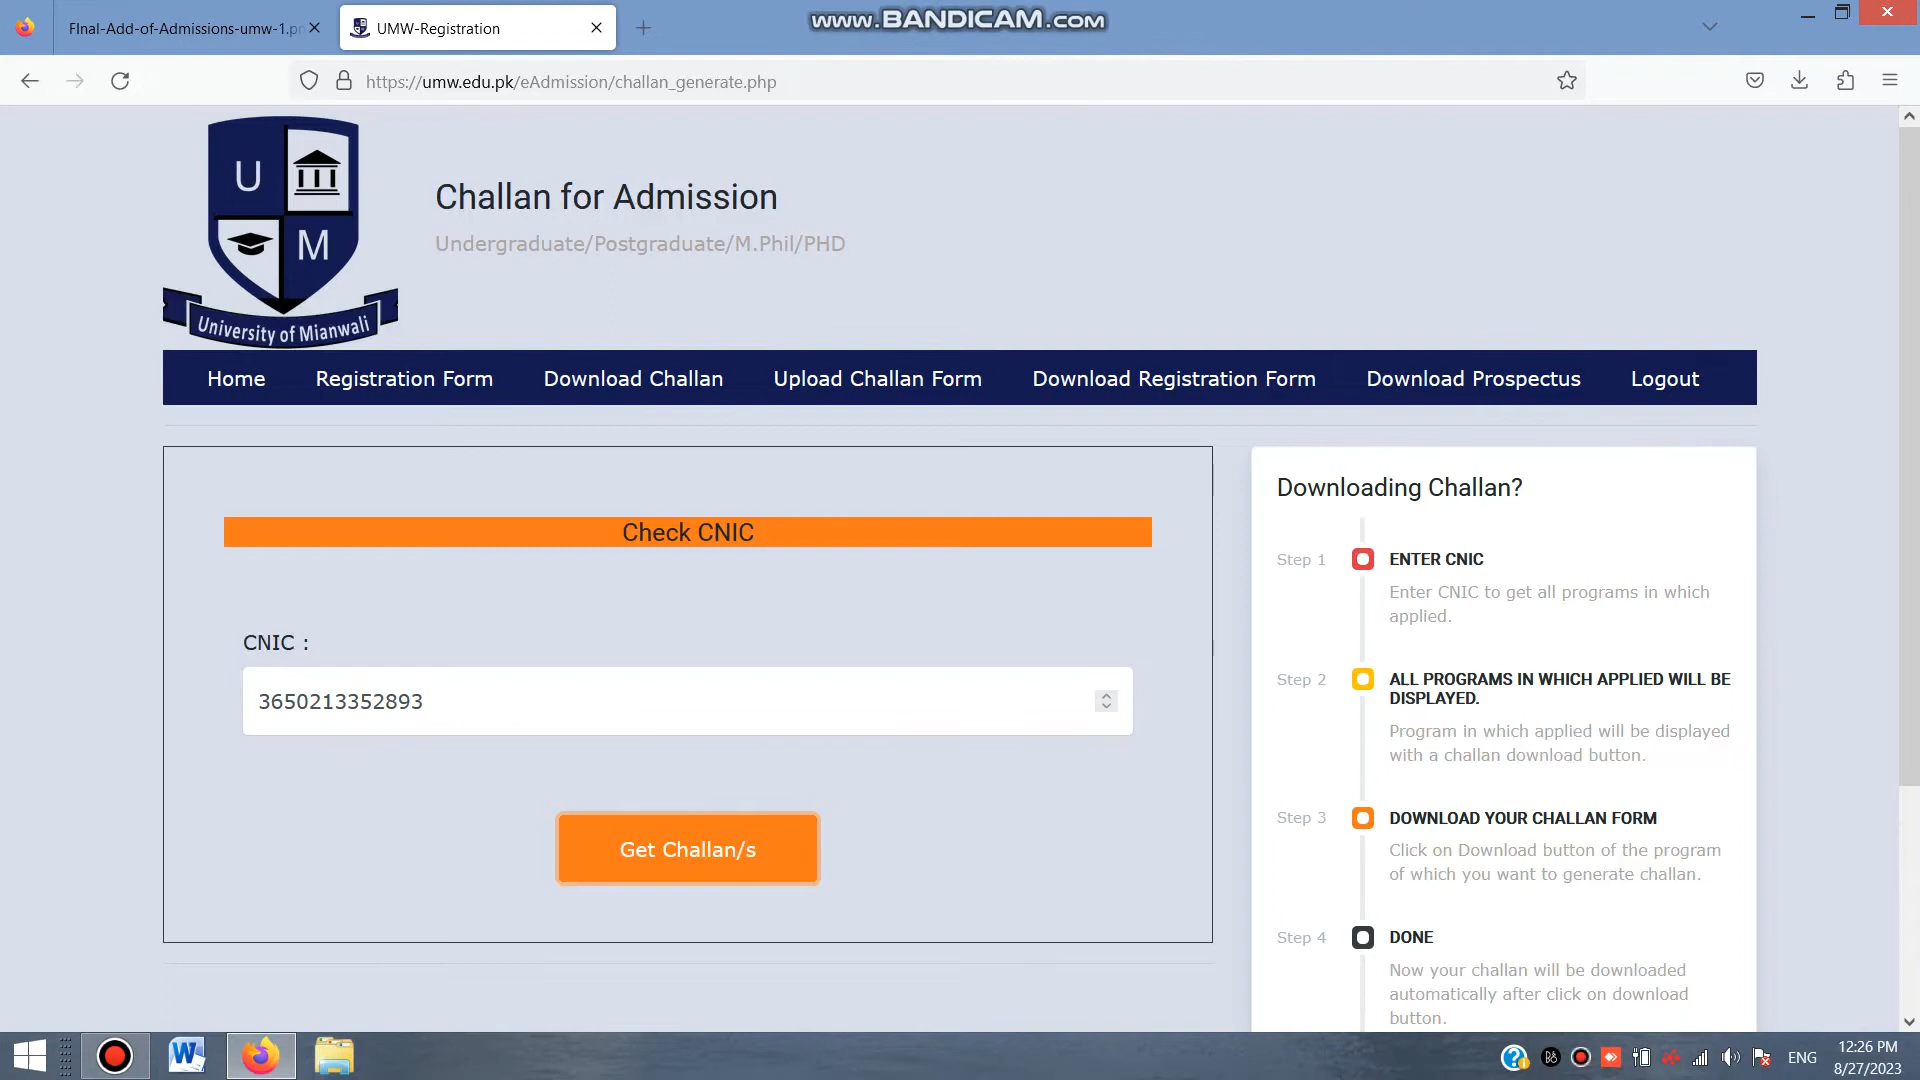 FInal-Add-of-Admissions-umw-1.pn
UMW-Registration
www.BANDICAM.com
https://umw.edu.pk/eAdmission/challan_generate.php
U
M
University of Mianwali
Challan for Admission
Undergraduate/Postgraduate/M.Phil/PHD
Home
Registration Form
Download Challan
Upload Challan Form
Download Registration Form
Download Prospectus
Logout
Check CNIC
CNIC :
3650213352893
Get Challan/s
Downloading Challan?
Step 1
ENTER CNIC
Enter CNIC to get all programs in which
applied.
Step 2
ALL PROGRAMS IN WHICH APPLIED WILL BE
DISPLAYED.
Program in which applied will be displayed
with a challan download button.
Step 3
DOWNLOAD YOUR CHALLAN FORM
Click on Download button of the program
of which you want to generate challan.
Step 4
DONE
Now your challan will be downloaded
automatically after click on download
button.
ENG
12:26 PM
8/27/2023